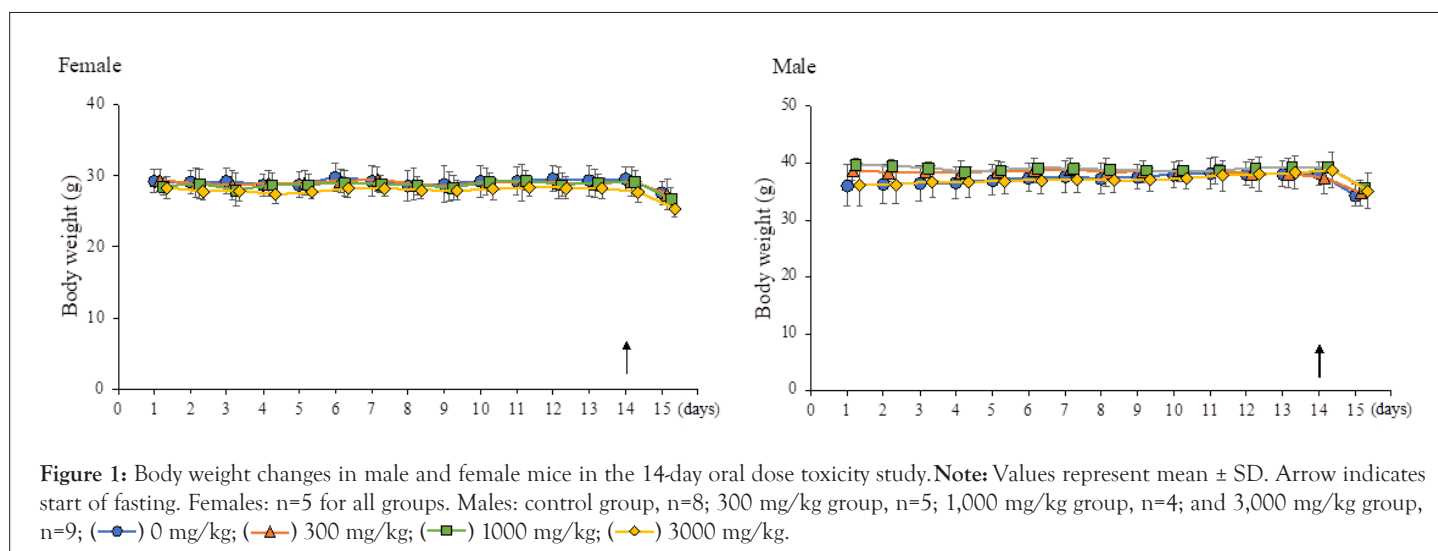 Female
Body weight (g)
40
30
20
10
0
0 1 2 3 4 5 6 7 8 9 10 11 12 13 14 15 (days)
Male
Body weight (g)
50
40
30
20
10
0
0 1 2 3 4 5 6 7 8 9 10 11 12 13 14 15 (days)
Figure 1: Body weight changes in male and female mice in the 14-day oral dose toxicity study. Note: Values represent mean ± SD. Arrow indicates
start of fasting. Females: n=5 for all groups. Males: control group, n=8; 300 mg/kg group, n=5; 1,000 mg/kg group, n=4; and 3,000 mg/kg group,
n=9; ( ) 0 mg/kg; ( ) 300 mg/kg; ( ) 1000 mg/kg; ( ) 3000 mg/kg.